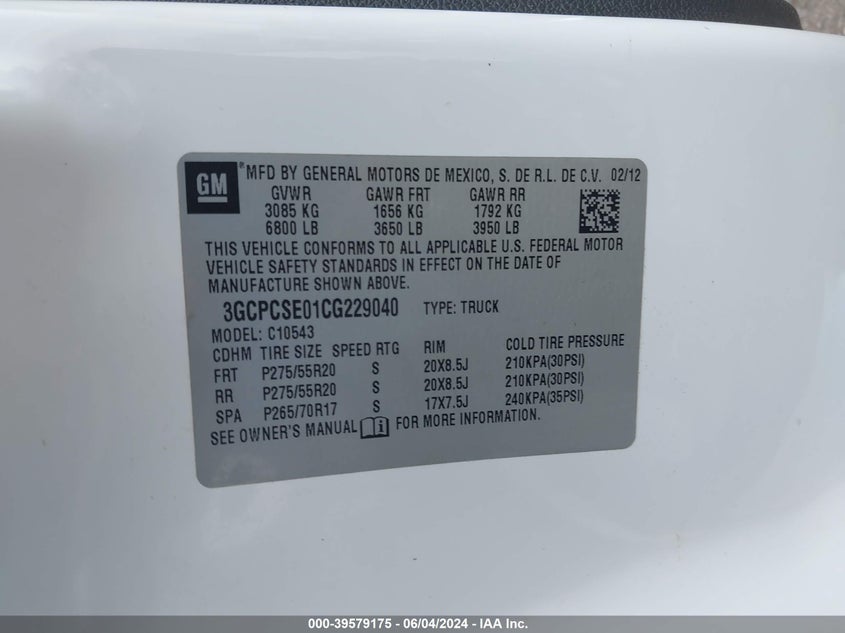 GM ® MFD BY GENERAL MOTORS DE MEXICO, S. DE R.L. DE C.V. 02/12
GVWR GAWR FRT GAWR RR
3085 KG 1656 KG 1792 KG
6800 LB 3650 LB 3950 LB
THIS VEHICLE CONFORMS TO ALL APPLICABLE U.S. FEDERAL MOTOR
VEHICLE SAFETY STANDARDS IN EFFECT ON THE DATE OF
MANUFACTURE SHOWN ABOVE.
3GCPCSE01CG229040 TYPE: TRUCK
MODEL: C10543
CDHM TIRE SIZE SPEED RTG RIM COLD TIRE PRESSURE
FRT P275/55R20 S 20X8.5J 210KPA(30PSI)
RR P275/55R20 S 20X8.5J 210KPA(30PSI)
SPA P265/70R17 S 17X7.5J 240KPA(35PSI)
SEE OWNER'S MANUAL i FOR MORE INFORMATION.
000-39579175 - 06/04/2024 - IAA Inc.